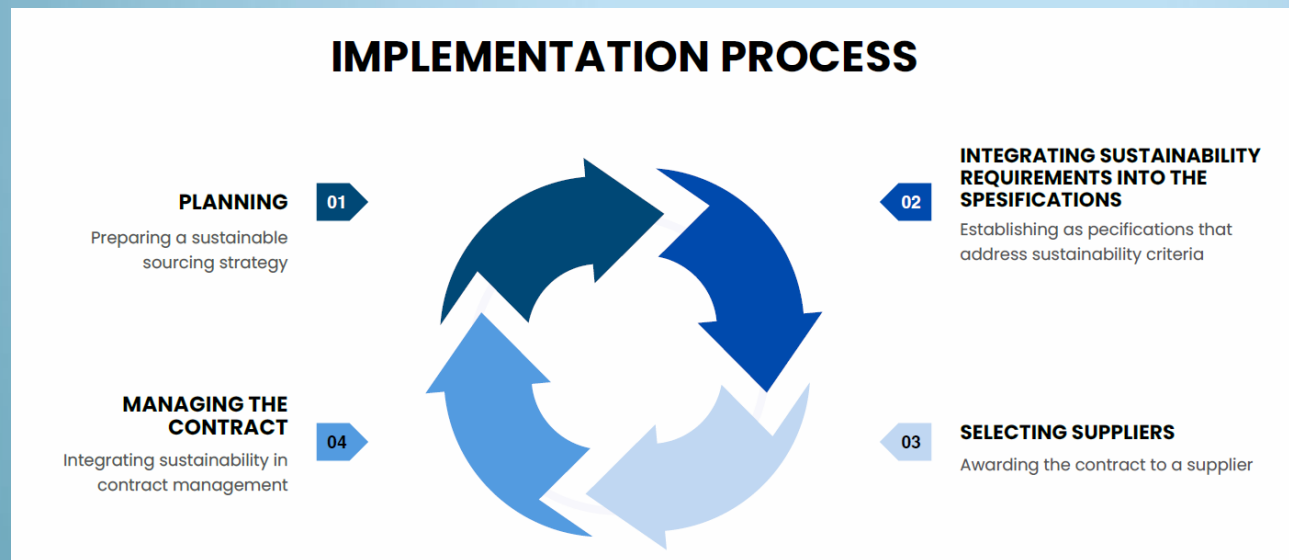 IMPLEMENTATION PROCESS
PLANNING
01
Preparing a sustainable
sourcing strategy
02
INTEGRATING SUSTAINABILITY
REQUIREMENTS INTO THE
SPESIFICATIONS
Establishing as pecifications that
address sustainability criteria
03
SELECTING SUPPLIERS
Awarding the contract to a supplier
MANAGING THE
CONTRACT
04
Integrating sustainability in
contract management